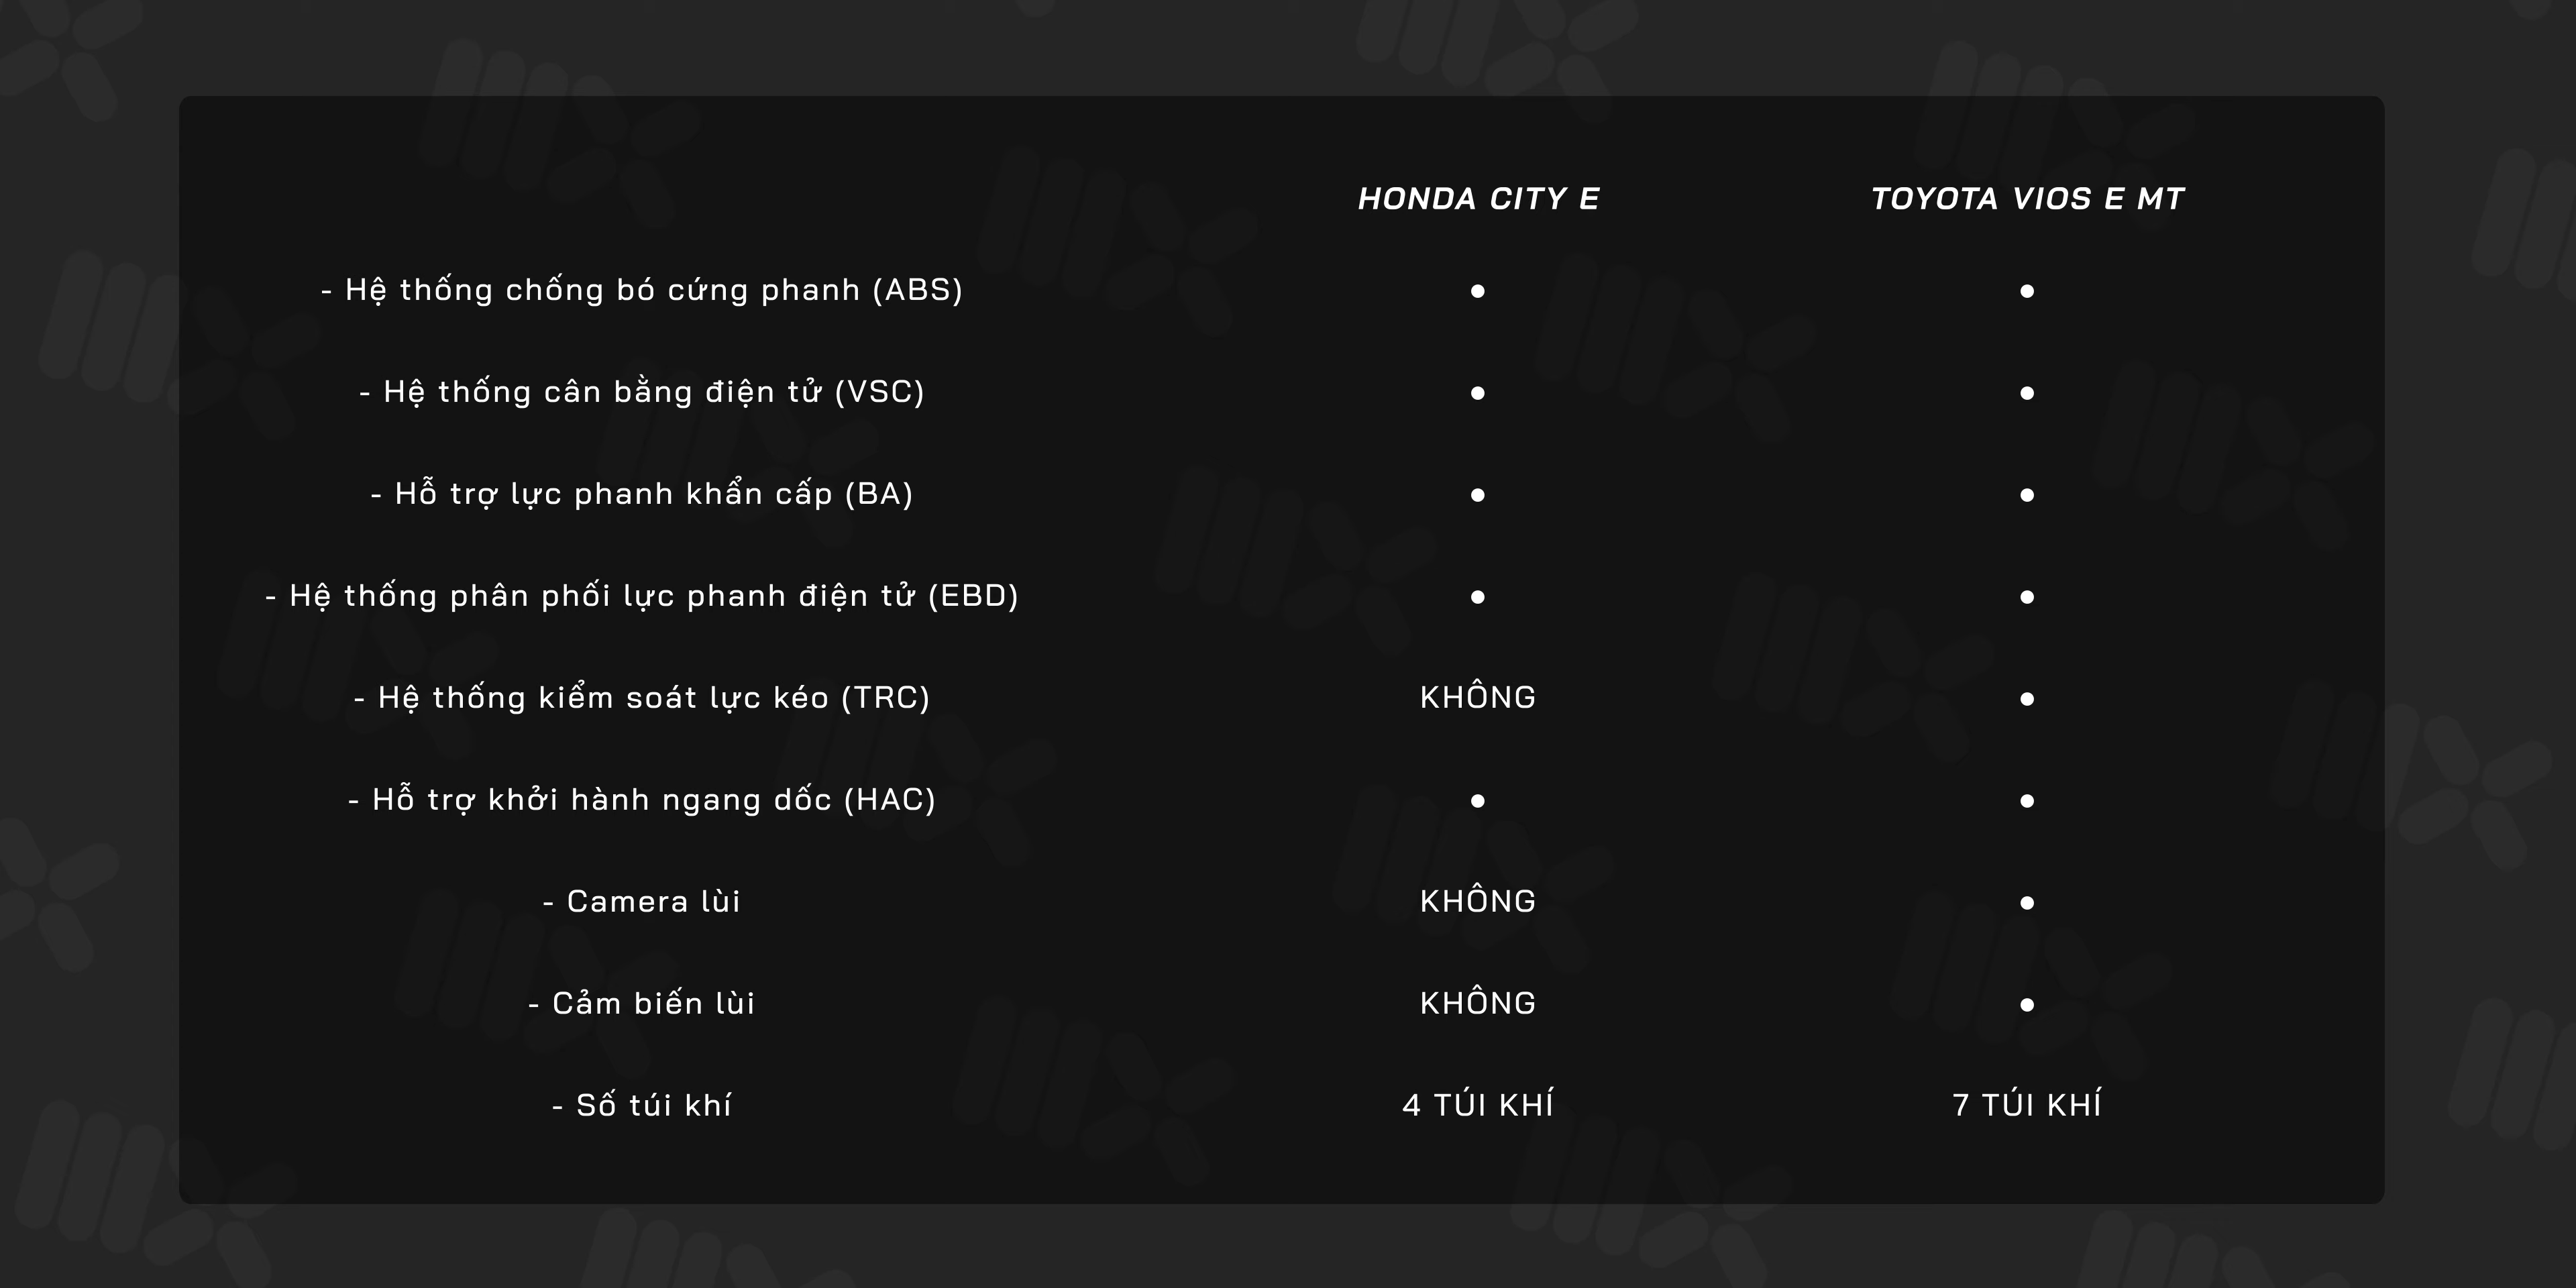 HONDA CITY E TOYOTA VIOS E MT
- Hệ thống chống bó cứng phanh (ABS) • •
- Hệ thống cân bằng điện tử (VSC) • •
- Hỗ trợ lực phanh khẩn cấp (BA) • •
- Hệ thống phân phối lực phanh điện tử (EBD) • •
- Hệ thống kiểm soát lực kéo (TRC) KHÔNG •
- Hỗ trợ khởi hành ngang dốc (HAC) • •
- Camera lùi KHÔNG •
- Cảm biến lùi KHÔNG •
- Số túi khí 4 TÚI KHÍ 7 TÚI KHÍ